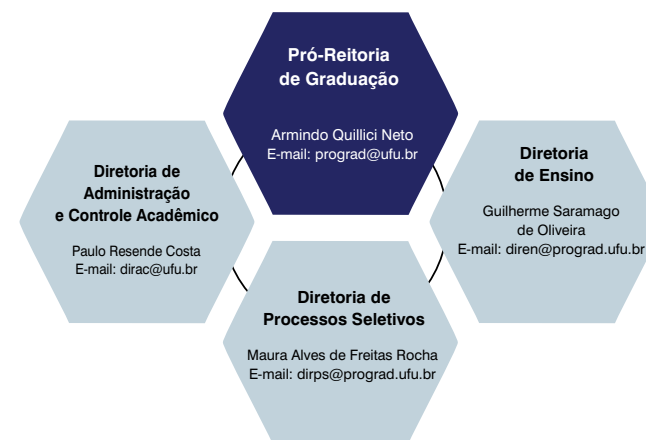 Pró-Reitoria
de Graduação
Armindo Quillici Neto
E-mail: prograd@ufu.br
Diretoria de
Administração
e Controle Acadêmico
Paulo Resende Costa
E-mail: dirac@ufu.br
Diretoria
de Ensino
Guilherme Saramago
de Oliveira
E-mail: diren@prograd.ufu.br
Diretoria de
Processos Seletivos
Maura Alves de Freitas Rocha
E-mail: dirps@prograd.ufu.br